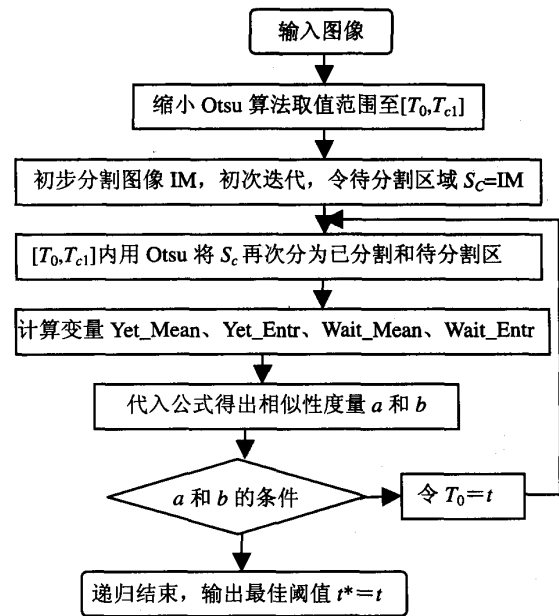 输入图像
缩小 Otsu 算法取值范围至[T₀,Tc₁]
初步分割图像 IM，初次迭代，令待分割区域 S_C=IM
[T₀,Tc₁]内用 Otsu 将 S_c 再次分为已分割和待分割区
计算变量 Yet_Mean、Yet_Entr、Wait_Mean、Wait_Entr
代入公式得出相似性度量 a 和 b
a 和 b 的条件
令 T₀＝t
递归结束，输出最佳阈值 t*＝t